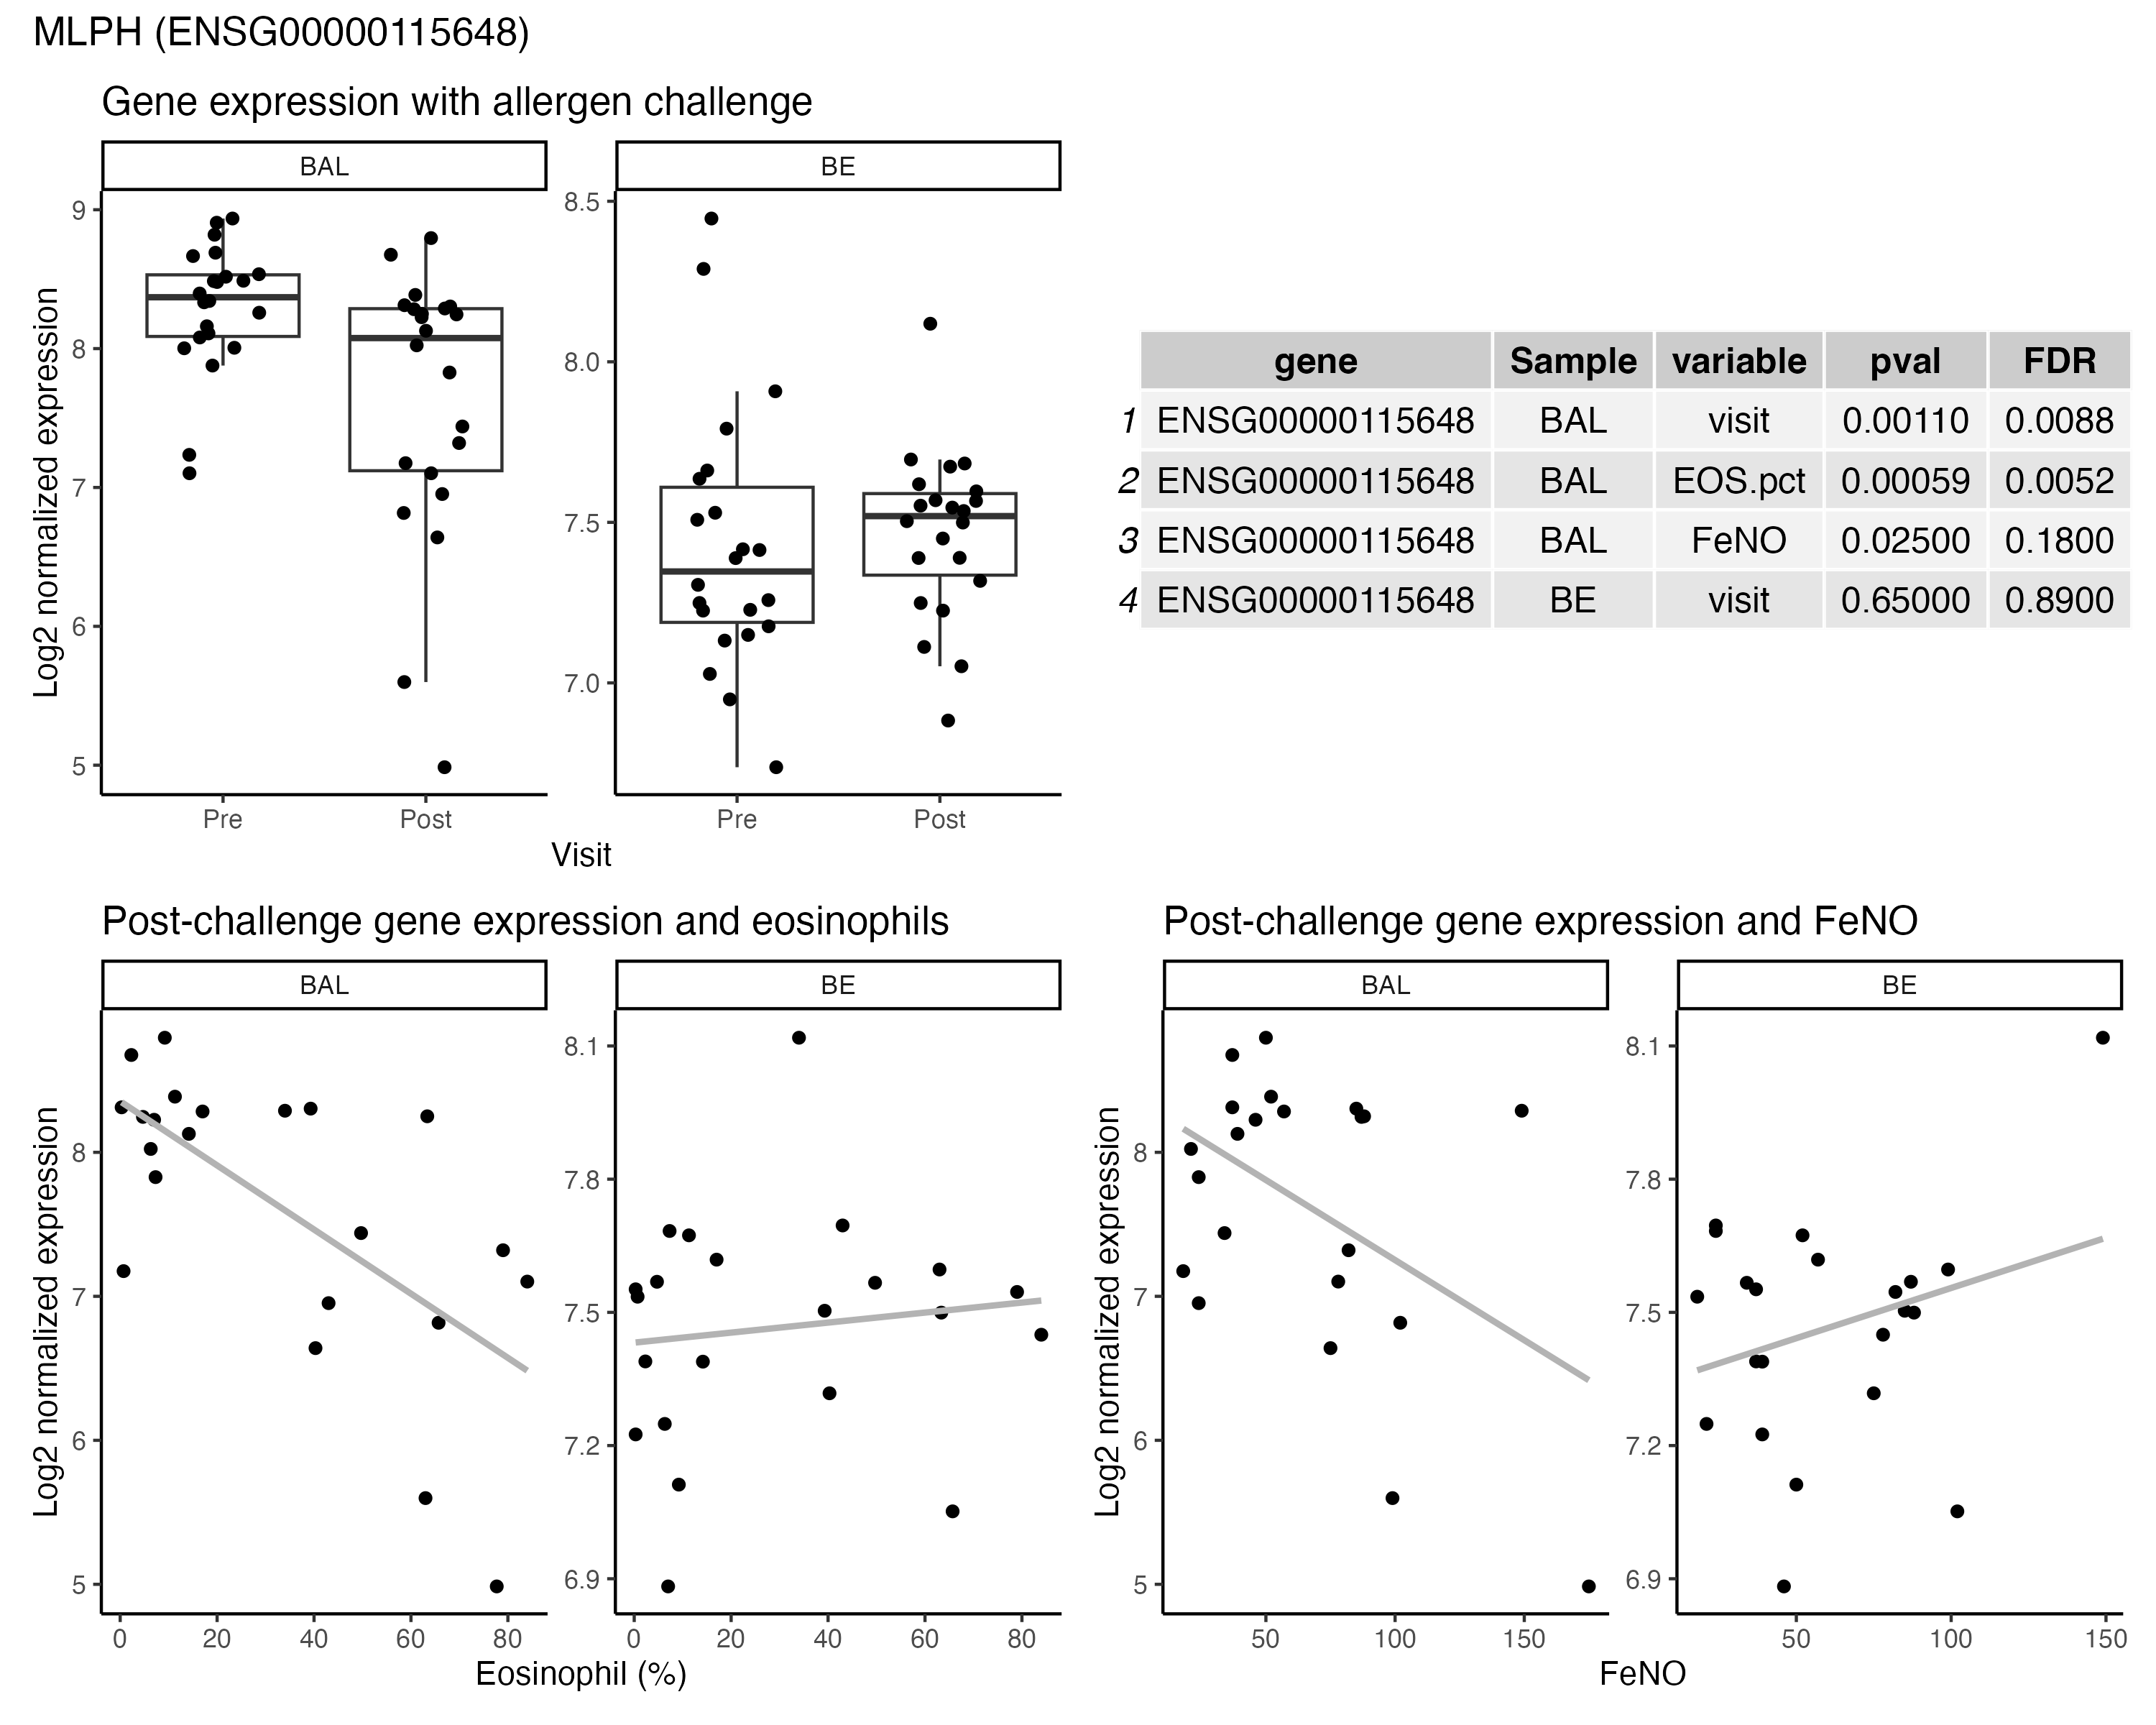 MLPH (ENSG00000115648)
Gene expression with allergen challenge
BAL
BE
Log2 normalized expression
9
8
7
6
5
8.5
8.0
7.5
7.0
Pre
Post
Pre
Post
Visit
gene Sample variable pval FDR
1 ENSG00000115648 BAL visit 0.00110 0.0088
2 ENSG00000115648 BAL EOS.pct 0.00059 0.0052
3 ENSG00000115648 BAL FeNO 0.02500 0.1800
4 ENSG00000115648 BE visit 0.65000 0.8900
Post-challenge gene expression and eosinophils
BAL
BE
Log2 normalized expression
8
7
6
5
8.1
7.8
7.5
7.2
6.9
0 20 40 60 80
0 20 40 60 80
Eosinophil (%)
Post-challenge gene expression and FeNO
BAL
BE
Log2 normalized expression
8
7
6
5
8.1
7.8
7.5
7.2
6.9
50 100 150
50 100 150
FeNO